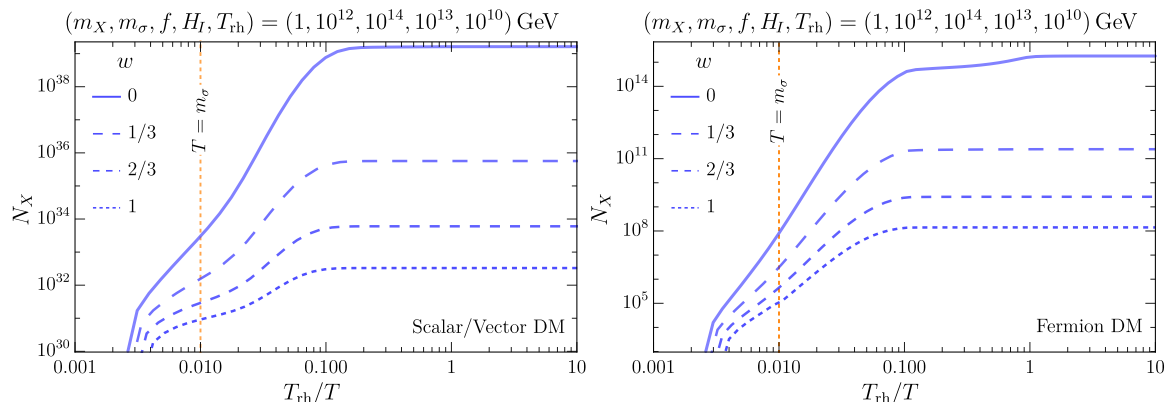 (m_X, m_σ, f, H_I, T_rh) = (1, 10^12, 10^14, 10^13, 10^10) GeV
N_X
10^38
10^36
10^34
10^32
10^30
w
0
1/3
2/3
1
T = m_σ
Scalar/Vector DM
0.001
0.010
0.100
1
10
T_rh/T
(m_X, m_σ, f, H_I, T_rh) = (1, 10^12, 10^14, 10^13, 10^10) GeV
N_X
10^14
10^11
10^8
10^5
w
0
1/3
2/3
1
T = m_σ
Fermion DM
0.001
0.010
0.100
1
10
T_rh/T